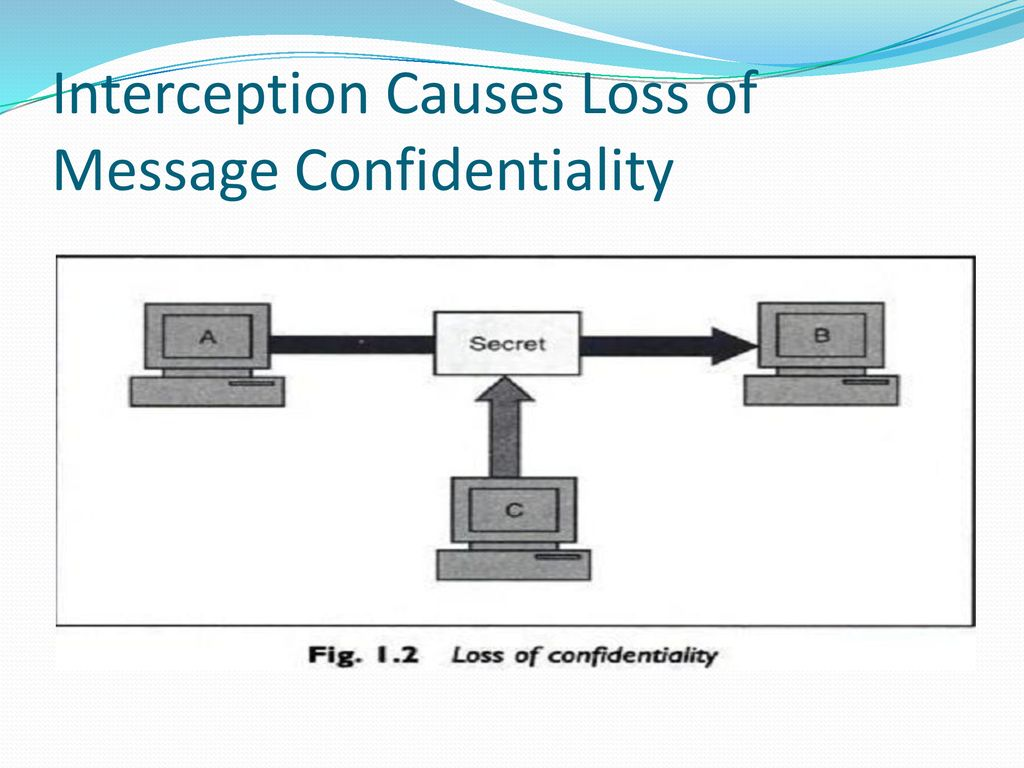 Interception Causes Loss of
Message Confidentiality
A
Secret
B
C
Fig. 1.2 Loss of confidentiality